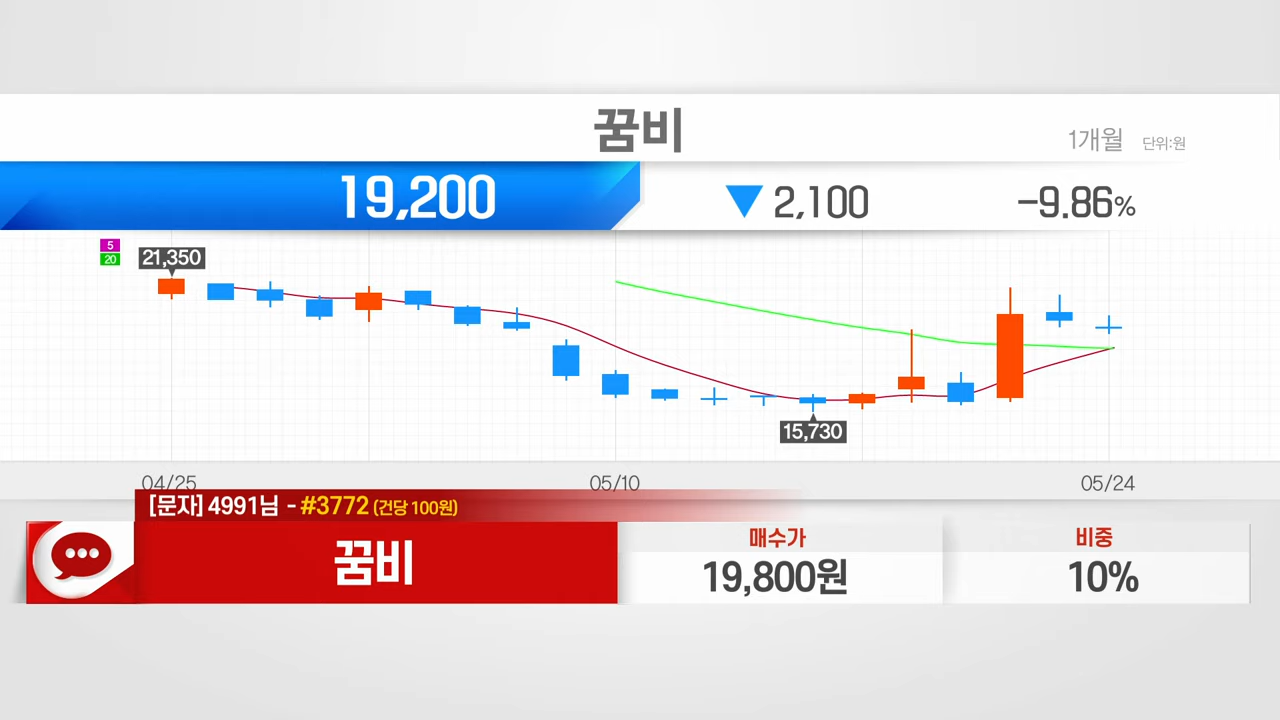 꿈비
1개월 단위:원
19,200 ▼ 2,100 -9.86%
5
20
21,350
15,730
04/25 05/10 05/24
[문자] 4991님 - #3772 (건당 100원)
꿈비
매수가
19,800원
비중
10%